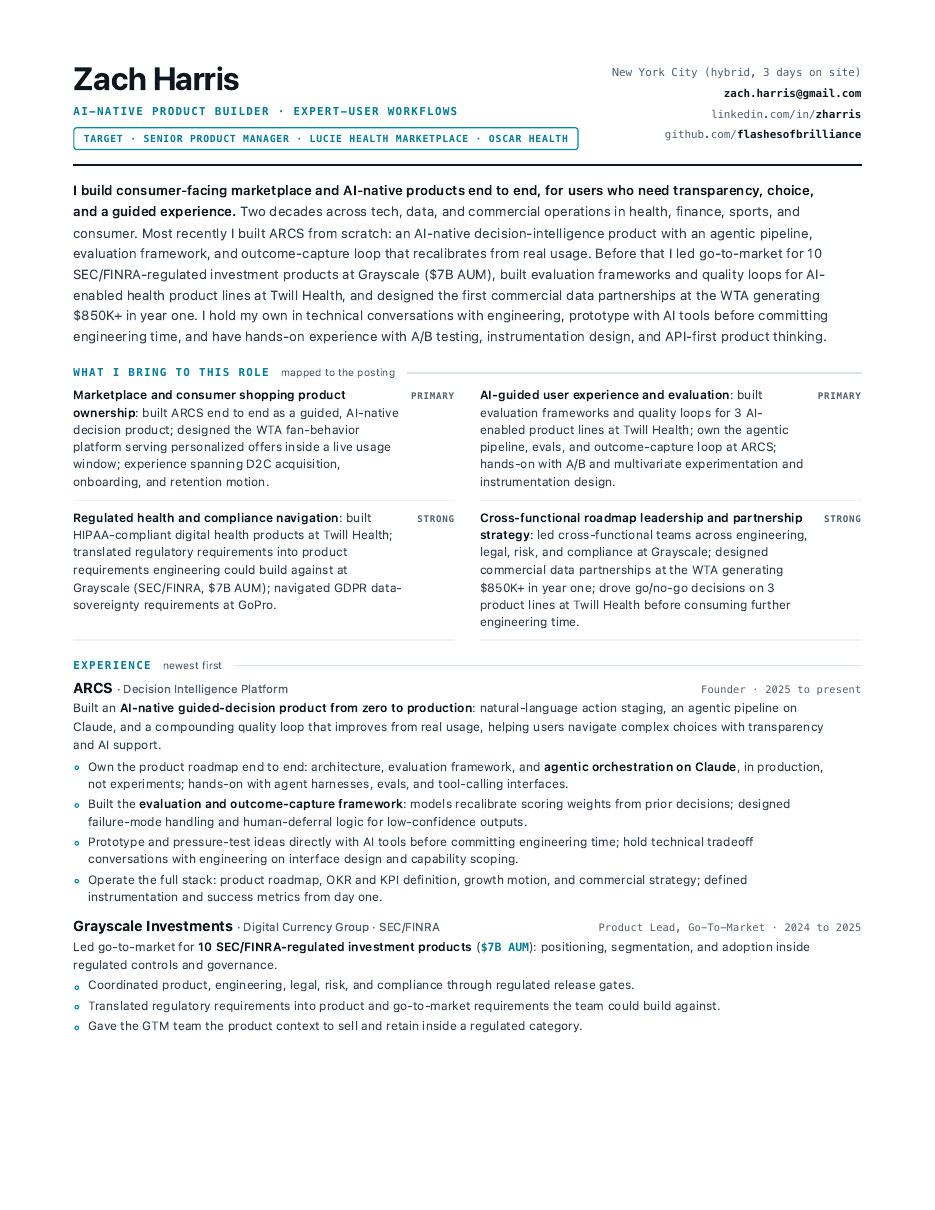 Zach Harris
AI-NATIVE PRODUCT BUILDER · EXPERT-USER WORKFLOWS
TARGET · SENIOR PRODUCT MANAGER · LUCIE HEALTH MARKETPLACE · OSCAR HEALTH
New York City (hybrid, 3 days on site)
zach.harris@gmail.com
linkedin.com/in/zharris
github.com/flashesofbrilliance
I build consumer-facing marketplace and AI-native products end to end, for users who need transparency, choice,
and a guided experience. Two decades across tech, data, and commercial operations in health, finance, sports, and
consumer. Most recently I built ARCS from scratch: an AI-native decision-intelligence product with an agentic pipeline,
evaluation framework, and outcome-capture loop that recalibrates from real usage. Before that I led go-to-market for 10
SEC/FINRA-regulated investment products at Grayscale ($7B AUM), built evaluation frameworks and quality loops for AI-
enabled health product lines at Twill Health, and designed the first commercial data partnerships at the WTA generating
$850K+ in year one. I hold my own in technical conversations with engineering, prototype with AI tools before committing
engineering time, and have hands-on experience with A/B testing, instrumentation design, and API-first product thinking.
WHAT I BRING TO THIS ROLE mapped to the posting
Marketplace and consumer shopping product PRIMARY
ownership: built ARCS end to end as a guided, AI-native
decision product; designed the WTA fan-behavior
platform serving personalized offers inside a live usage
window; experience spanning D2C acquisition,
onboarding, and retention motion.
AI-guided user experience and evaluation: built PRIMARY
evaluation frameworks and quality loops for 3 AI-
enabled product lines at Twill Health; own the agentic
pipeline, evals, and outcome-capture loop at ARCS;
hands-on with A/B and multivariate experimentation and
instrumentation design.
Regulated health and compliance navigation: built STRONG
HIPAA-compliant digital health products at Twill Health;
translated regulatory requirements into product
requirements engineering could build against at
Grayscale (SEC/FINRA, $7B AUM); navigated GDPR data-
sovereignty requirements at GoPro.
Cross-functional roadmap leadership and partnership STRONG
strategy: led cross-functional teams across engineering,
legal, risk, and compliance at Grayscale; designed
commercial data partnerships at the WTA generating
$850K+ in year one; drove go/no-go decisions on 3
product lines at Twill Health before consuming further
engineering time.
EXPERIENCE newest first
ARCS · Decision Intelligence Platform Founder · 2025 to present
Built an AI-native guided-decision product from zero to production: natural-language action staging, an agentic pipeline on
Claude, and a compounding quality loop that improves from real usage, helping users navigate complex choices with transparency
and AI support.
Own the product roadmap end to end: architecture, evaluation framework, and agentic orchestration on Claude, in production,
not experiments; hands-on with agent harnesses, evals, and tool-calling interfaces.
Built the evaluation and outcome-capture framework: models recalibrate scoring weights from prior decisions; designed
failure-mode handling and human-deferral logic for low-confidence outputs.
Prototype and pressure-test ideas directly with AI tools before committing engineering time; hold technical tradeoff
conversations with engineering on interface design and capability scoping.
Operate the full stack: product roadmap, OKR and KPI definition, growth motion, and commercial strategy; defined
instrumentation and success metrics from day one.
Grayscale Investments · Digital Currency Group · SEC/FINRA Product Lead, Go-To-Market · 2024 to 2025
Led go-to-market for 10 SEC/FINRA-regulated investment products ($7B AUM): positioning, segmentation, and adoption inside
regulated controls and governance.
Coordinated product, engineering, legal, risk, and compliance through regulated release gates.
Translated regulatory requirements into product and go-to-market requirements the team could build against.
Gave the GTM team the product context to sell and retain inside a regulated category.